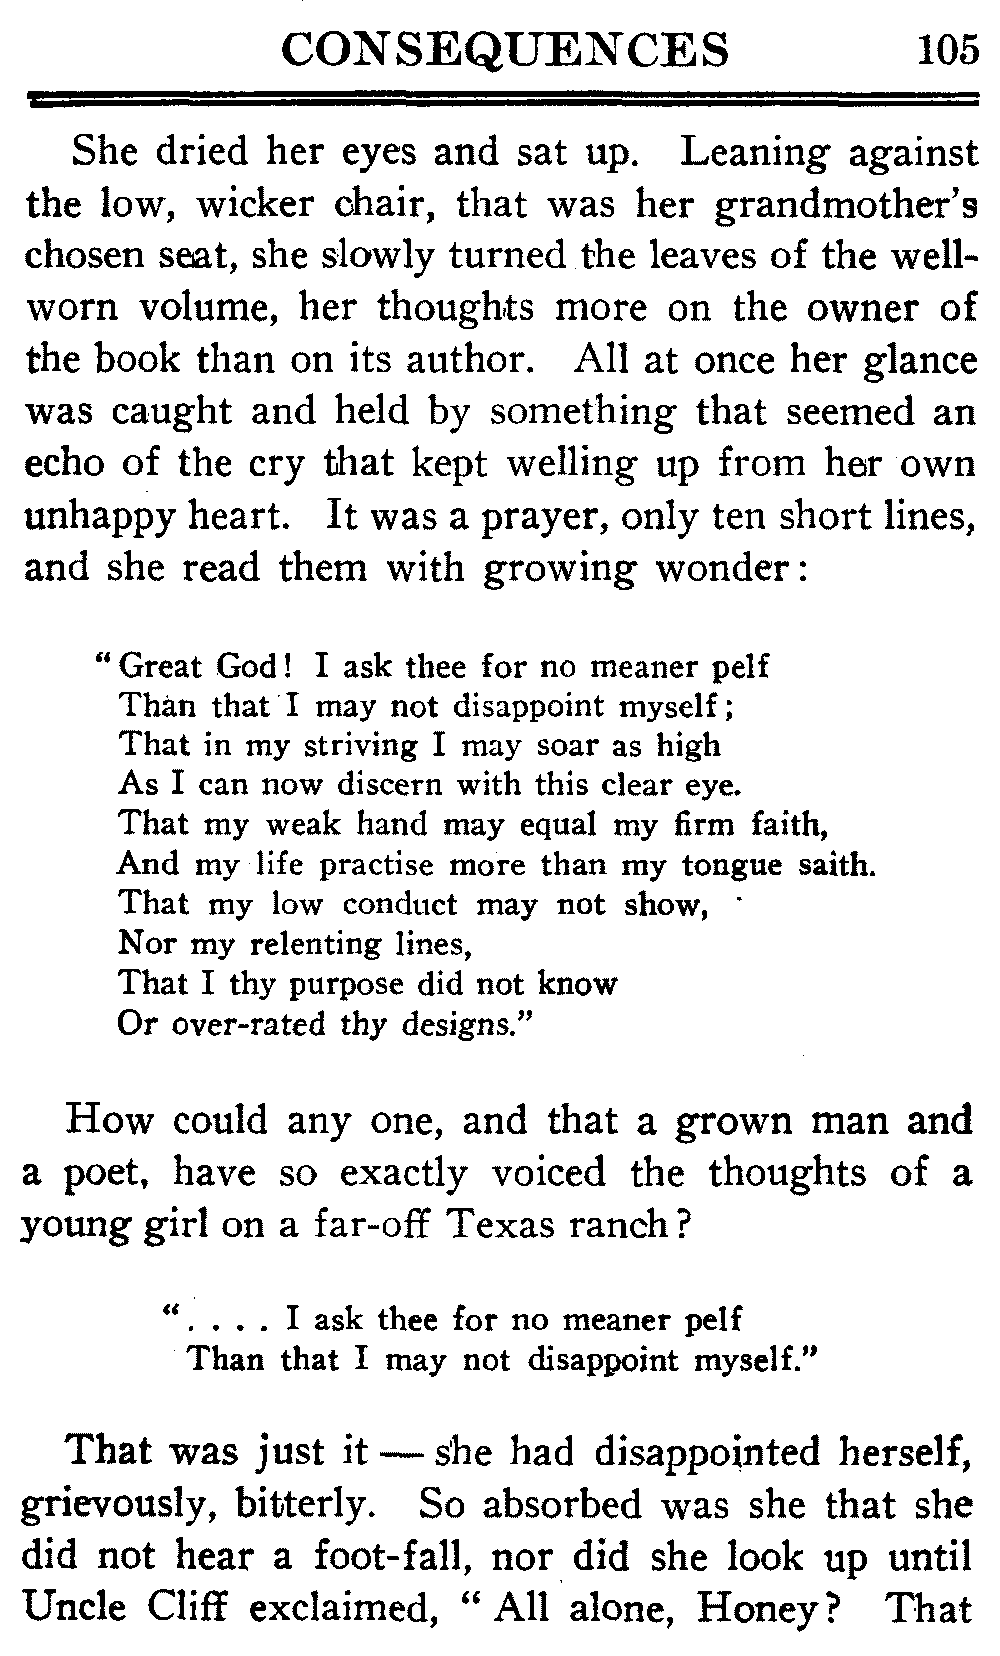 CONSEQUENCES 105
She dried her eyes and sat up. Leaning against
the low, wicker chair, that was her grandmother's
chosen seat, she slowly turned the leaves of the well-
worn volume, her thoughts more on the owner of
the book than on its author. All at once her glance
was caught and held by something that seemed an
echo of the cry that kept welling up from her own
unhappy heart. It was a prayer, only ten short lines,
and she read them with growing wonder:
"Great God! I ask thee for no meaner pelf
Than that I may not disappoint myself;
That in my striving I may soar as high
As I can now discern with this clear eye.
That my weak hand may equal my firm faith,
And my life practise more than my tongue saith.
That my low conduct may not show,
Nor my relenting lines,
That I thy purpose did not know
Or over-rated thy designs."
How could any one, and that a grown man and
a poet, have so exactly voiced the thoughts of a
young girl on a far-off Texas ranch?
". . . . I ask thee for no meaner pelf
Than that I may not disappoint myself."
That was just it — she had disappointed herself,
grievously, bitterly. So absorbed was she that she
did not hear a foot-fall, nor did she look up until
Uncle Cliff exclaimed, "All alone, Honey? That